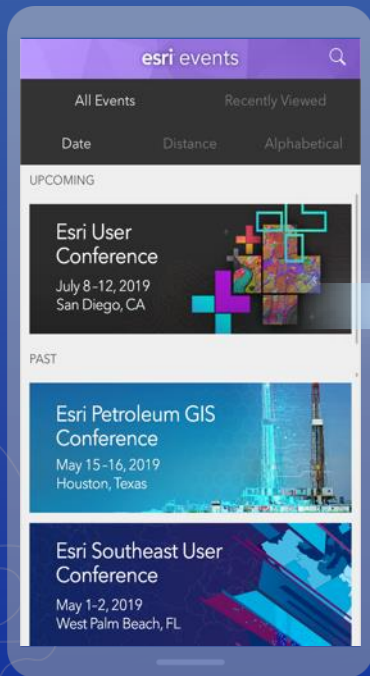 esri events
All Events Recently Viewed
Date Distance Alphabetical
UPCOMING
Esri User
Conference
July 8-12, 2019
San Diego, CA
PAST
Esri Petroleum GIS
Conference
May 15-16, 2019
Houston, Texas
Esri Southeast User
Conference
May 1-2, 2019
West Palm Beach, FL